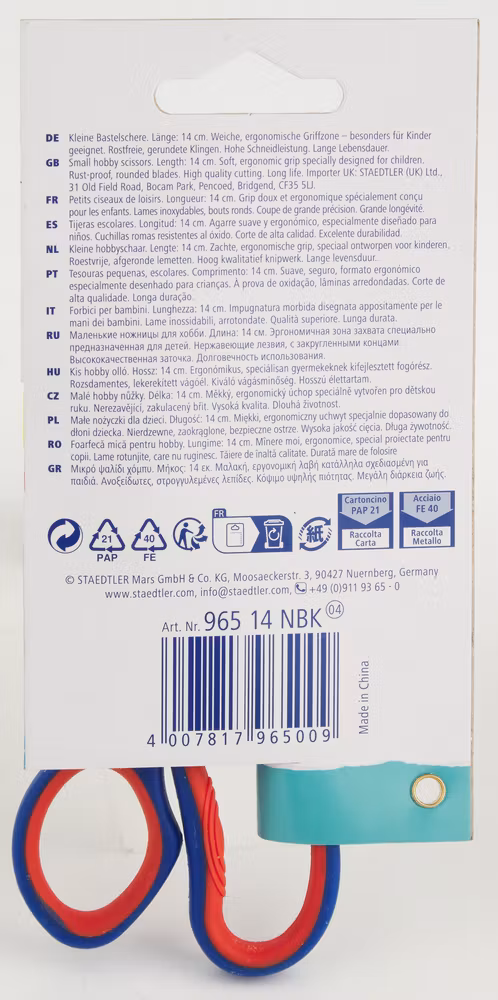 DE Kleine Bastelschere. Länge: 14 cm. Weiche, ergonomische Griffzone – besonders für Kinder
geeignet. Rostfreie, gerundete Klingen. Hohe Schneidleistung. Lange Lebensdauer.
GB Small hobby scissors. Length: 14 cm. Soft, ergonomic grip specially designed for children.
Rust-proof, rounded blades. High quality cutting. Long life. Importer UK: STAEDTLER (UK) Ltd.,
31 Old Field Road, Bocam Park, Pencoed, Bridgend, CF35 5LJ.
FR Petits ciseaux de loisirs. Longueur: 14 cm. Grip doux et ergonomique spécialement conçu
pour les enfants. Lames inoxydables, bouts ronds. Coupe de grande précision. Grande longévité.
ES Tijeras escolares. Longitud: 14 cm. Agarre suave y ergonómico, especialmente diseñado para
niños. Cuchillas romas resistentes al óxido. Corte de alta calidad. Excelente durabilidad.
NL Kleine hobbyschaar. Lengte: 14 cm. Zachte, ergonomische grip, speciaal ontworpen voor kinderen.
Roestvrije, afgeronde lemetten. Hoog kwalitatief knipwerk. Lange levensduur.
PT Tesouras pequenas, escolares. Comprimento: 14 cm. Suave, seguro, formato ergonómico
especialmente desenhado para crianças. À prova de oxidação, lâminas arredondadas. Corte de
alta qualidade. Longa duração.
IT Forbici per bambini. Lunghezza: 14 cm. Impugnatura morbida disegnata appositamente per le
mani dei bambini. Lame inossidabili, arrotondate. Qualità superiore. Lunga durata.
RU Маленькие ножницы для хобби. Длина: 14 см. Эргономичная зона захвата специально
предназначенная для детей. Нержавеющие лезвия, с закругленными концами
Высококачественная заточка. Долговечность использования.
HU Kis hobby olló. Hossz: 14 cm. Ergonómikus, speciálisan gyermekeknek kifejlesztett fogórész.
Rozsdamentes, lekerekített vágóél. Kiváló vágásminőség. Hosszú élettartam.
CZ Malé hobby nůžky. Délka: 14 cm. Měkký, ergonomický úchop speciálně vytvořen pro dětskou
ruku. Nerezavějící, zakulacený břit. Vysoká kvalita. Dlouhá životnost.
PL Małe nożyczki dla dzieci. Długość: 14 cm. Miękki, ergonomiczny uchwyt specjalnie dopasowany do
dłoni dziecka. Nierdzewne, zaokrąglone, bezpieczne ostrze. Wysoka jakość cięcia. Długa żywotność.
RO Foarfecă mică pentru hobby. Lungime: 14 cm. Mînere moi, ergonomice, special proiectate pentru
copii. Lame rotunjite, care nu ruginesc. Tăiere de înaltă calitate. Durată mare de folosire
GR Μικρό ψαλίδι χόμπυ. Μήκος: 14 εκ. Μαλακή, εργονομική λαβή κατάλληλα σχεδιασμένη για
παιδιά. Ανοξείδωτες, στρογγυλεμένες λεπίδες. Κόψιμο υψηλής ποιότητας. Μεγάλη διάρκεια ζωής.
21
PAP
40
FE
FR
紙
Cartoncino
PAP 21
Raccolta
Carta
Acciaio
FE 40
Raccolta
Metallo
© STAEDTLER Mars GmbH & Co. KG, Moosaeckerstr. 3, 90427 Nuernberg, Germany
www.staedtler.com, info@staedtler.com, +49 (0)911 93 65 - 0
Art. Nr. 965 14 NBK 04
4 007817 965009
Made in China